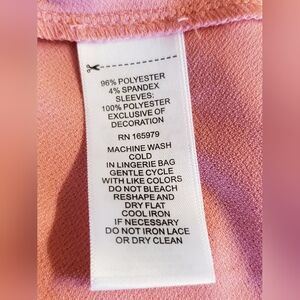 96% POLYESTER
4% SPANDEX
SLEEVES:
100% POLYESTER
EXCLUSIVE OF
DECORATION
RN 165979
MACHINE WASH
COLD
IN LINGERIE BAG
GENTLE CYCLE
WITH LIKE COLORS
DO NOT BLEACH
RESHAPE AND
DRY FLAT
COOL IRON
IF NECESSARY
DO NOT IRON LACE
OR DRY CLEAN